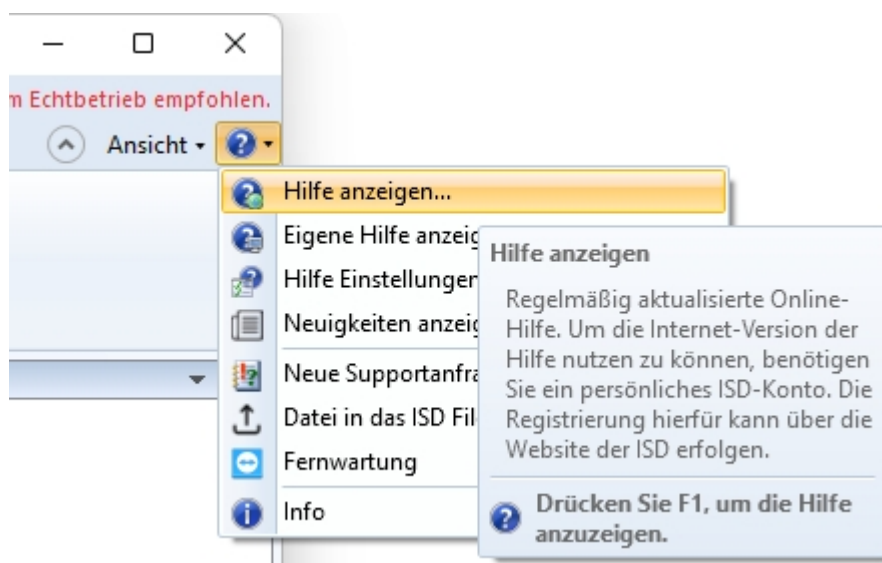 m Echtbetrieb empfohlen.
Ansicht
Hilfe anzeigen...
Eigene Hilfe anzeig
Hilfe Einstellunger
Neuigkeiten anzeig
Neue Supportanfra
Datei in das ISD Fil
Fernwartung
Info
Hilfe anzeigen
Regelmäßig aktualisierte Online-
Hilfe. Um die Internet-Version der
Hilfe nutzen zu können, benötigen
Sie ein persönliches ISD-Konto. Die
Registrierung hierfür kann über die
Website der ISD erfolgen.
Drücken Sie F1, um die Hilfe
anzuzeigen.